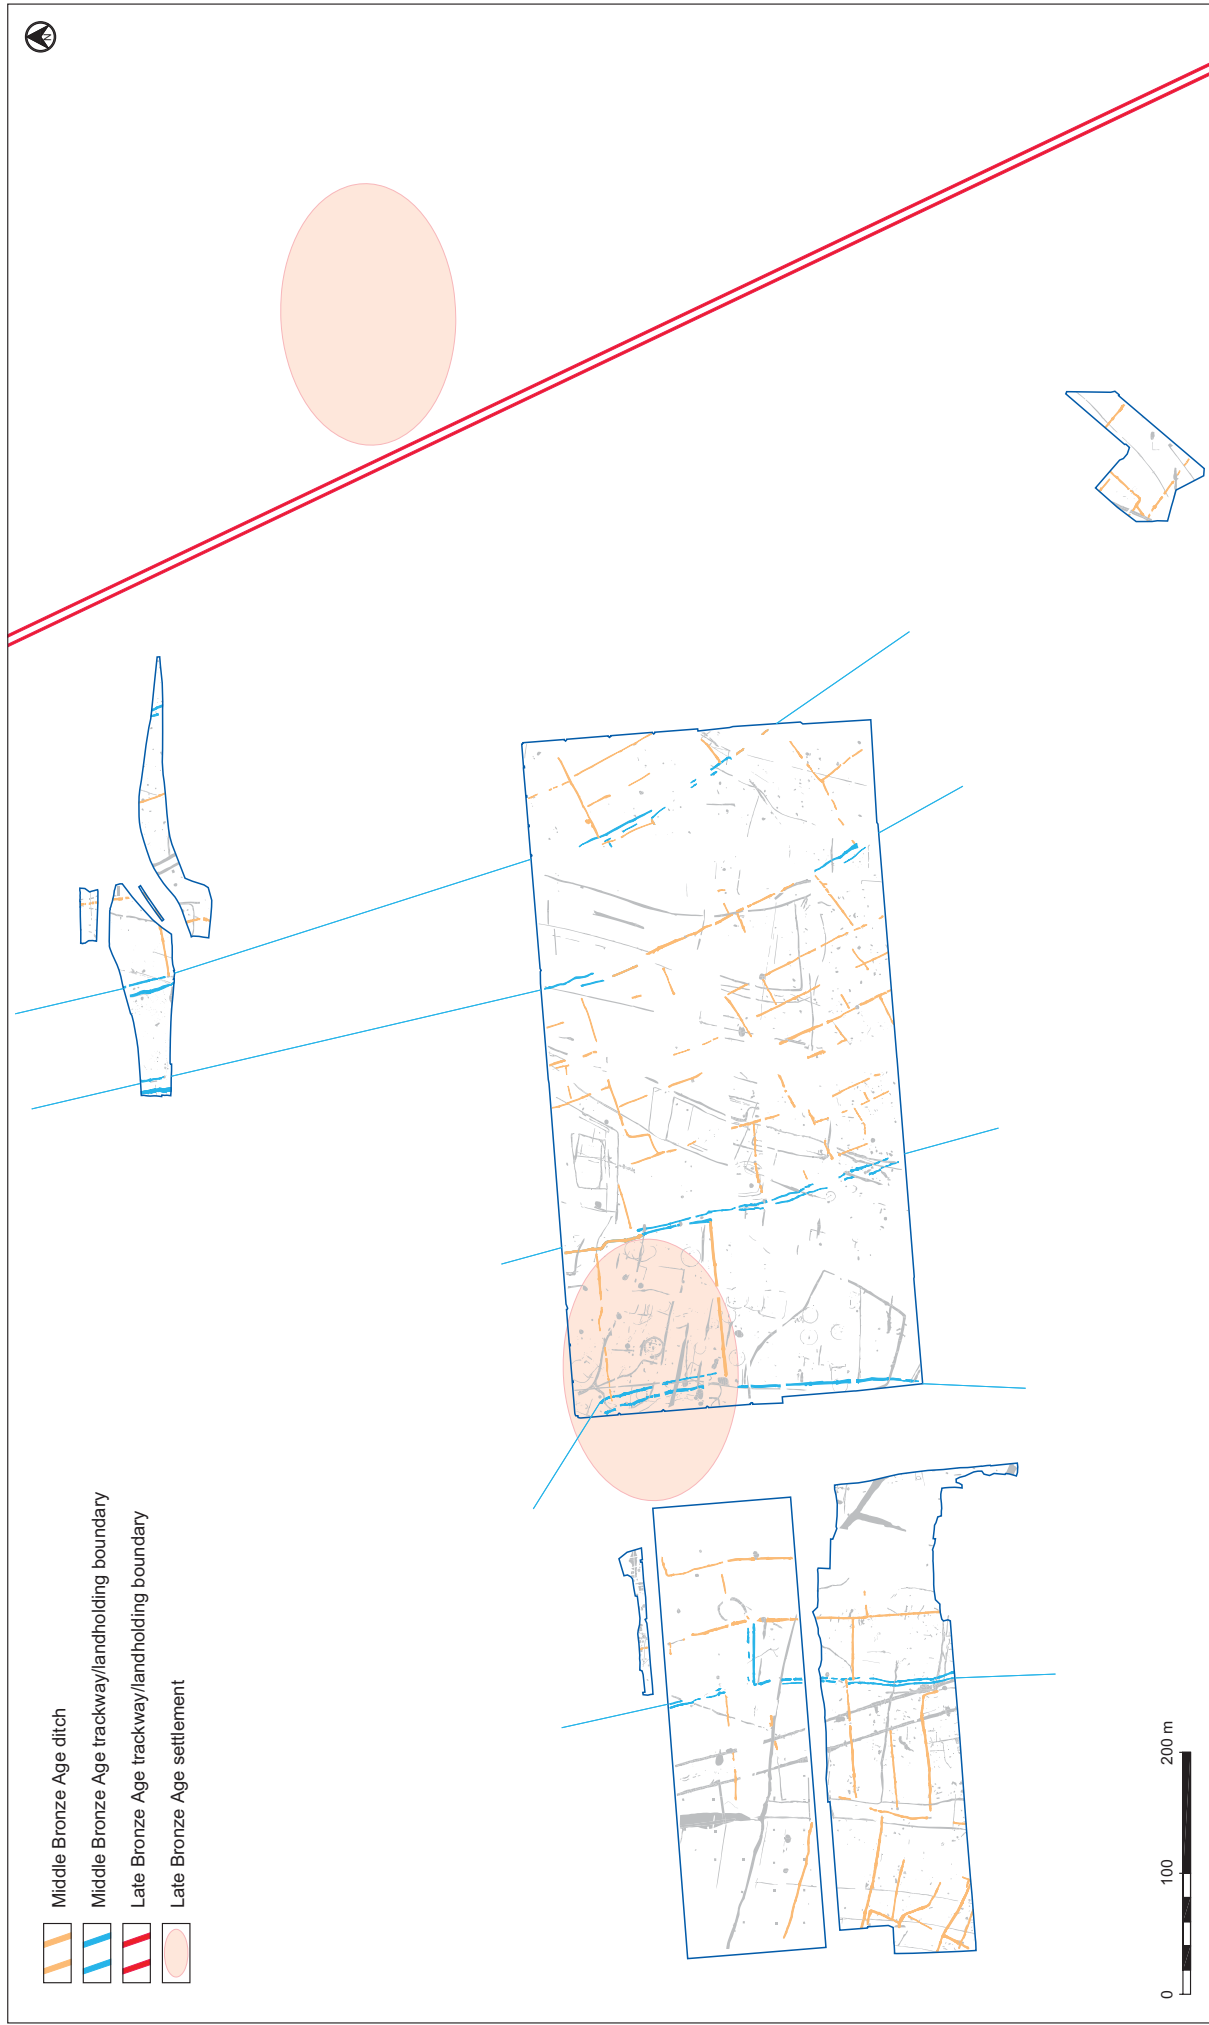 N
Middle Bronze Age ditch
Middle Bronze Age trackway/landholding boundary
Late Bronze Age trackway/landholding boundary
Late Bronze Age settlement
0 100 200 m